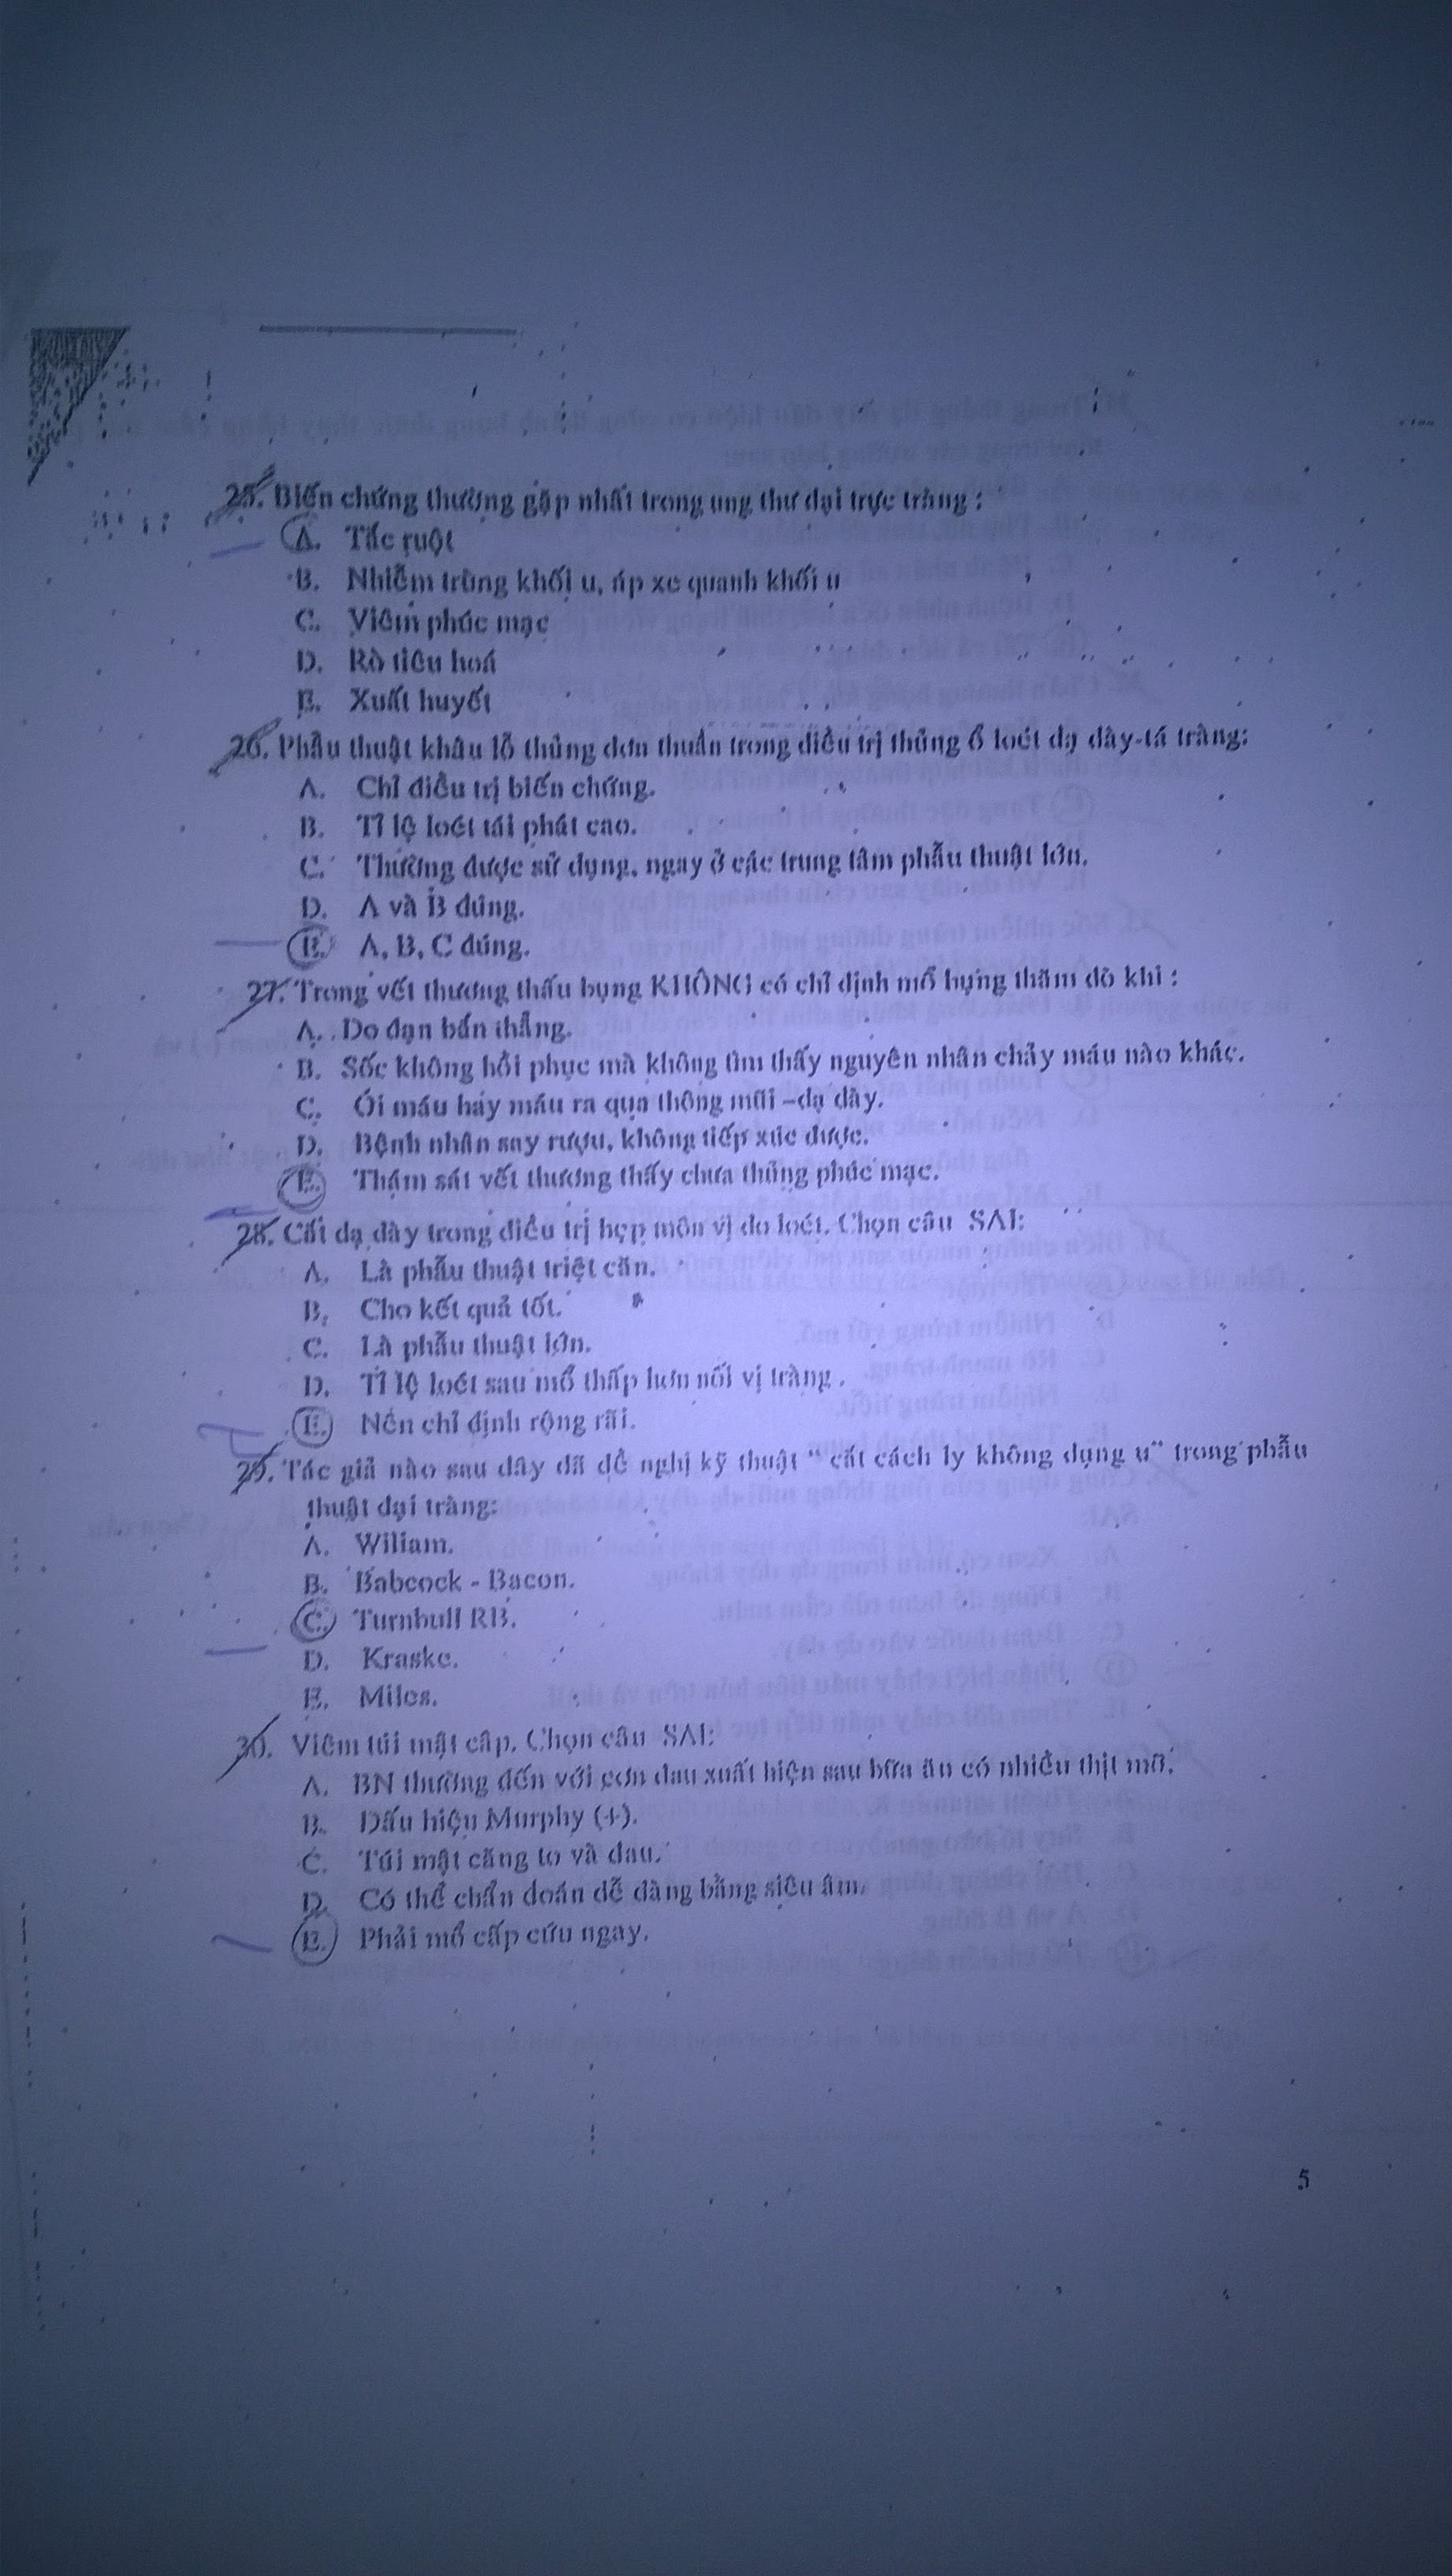 25. Biến chứng thường gặp nhất trong ung thư đại trực tràng :
A. Tắc ruột
B. Nhiễm trùng khối u, áp xe quanh khối u
C. Viêm phúc mạc
D. Rò tiêu hoá
E. Xuất huyết
26. Phẫu thuật khâu lỗ thủng đơn thuần trong điều trị thủng ổ loét dạ dày-tá tràng:
A. Chỉ điều trị biến chứng.
B. Tỉ lệ loét tái phát cao.
C. Thường được sử dụng, ngay ở các trung tâm phẫu thuật lớn.
D. A và B đúng.
E. A, B, C đúng.
27. Trong vết thương thấu bụng KHÔNG có chỉ định mổ bụng thăm dò khi :
A. Do đạn bắn thẳng.
B. Sốc không hồi phục mà không tìm thấy nguyên nhân chảy máu nào khác.
C. Ói máu hay máu ra qua thông mũi –dạ dày.
D. Bệnh nhân say rượu, không tiếp xúc được.
E. Thám sát vết thương thấy chưa thủng phúc mạc.
28. Cắt dạ dày trong điều trị hẹp môn vị do loét. Chọn câu SAI:
A. Là phẫu thuật triệt căn.
B. Cho kết quả tốt.
C. Là phẫu thuật lớn.
D. Tỉ lệ loét sau mổ thấp hơn nối vị tràng .
E. Nên chỉ định rộng rãi.
29. Tác giả nào sau đây đã đề nghị kỹ thuật “ cắt cách ly không đụng u” trong phẫu
thuật đại tràng:
A. Wiliam.
B. Babcock - Bacon.
C. Turnbull RB.
D. Kraske.
E. Miles.
30. Viêm túi mật cấp. Chọn câu SAI:
A. BN thường đến với cơn đau xuất hiện sau bữa ăn có nhiều thịt mỡ.
B. Dấu hiệu Murphy (+).
C. Túi mật căng to và đau.
D. Có thể chẩn đoán dễ dàng bằng siêu âm.
E. Phải mổ cấp cứu ngay.
5